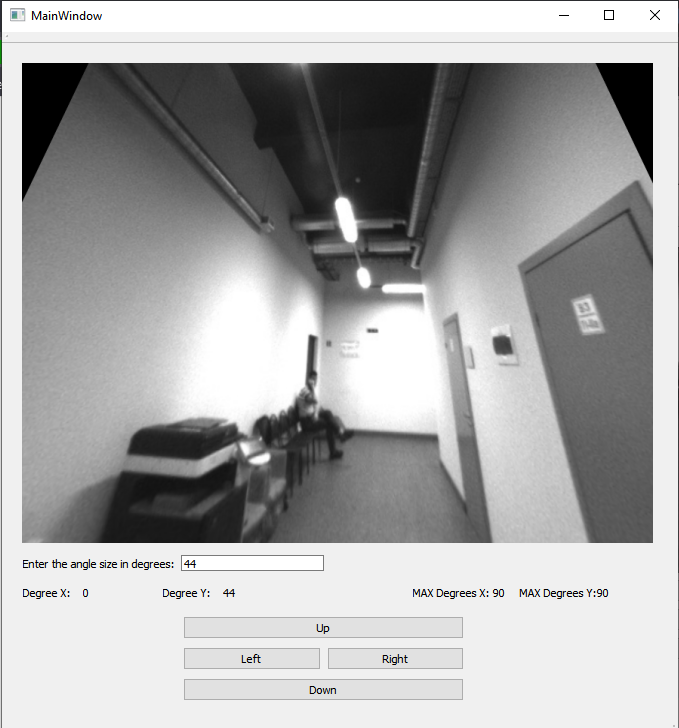 MainWindow
Enter the angle size in degrees: 44
Degree X: 0 Degree Y: 44 MAX Degrees X: 90 MAX Degrees Y:90
Up
Left Right
Down